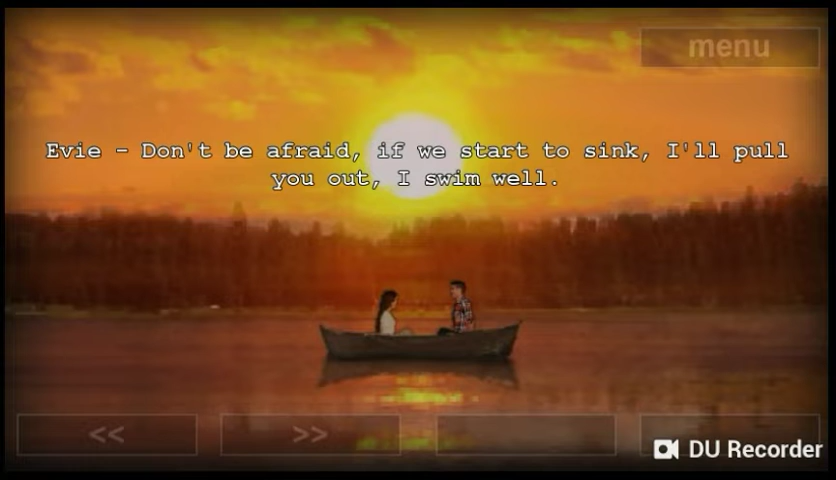 menu
Evie - Don't be afraid, if we start to sink, I'll pull
you out, I swim well.
<< >>
DU Recorder